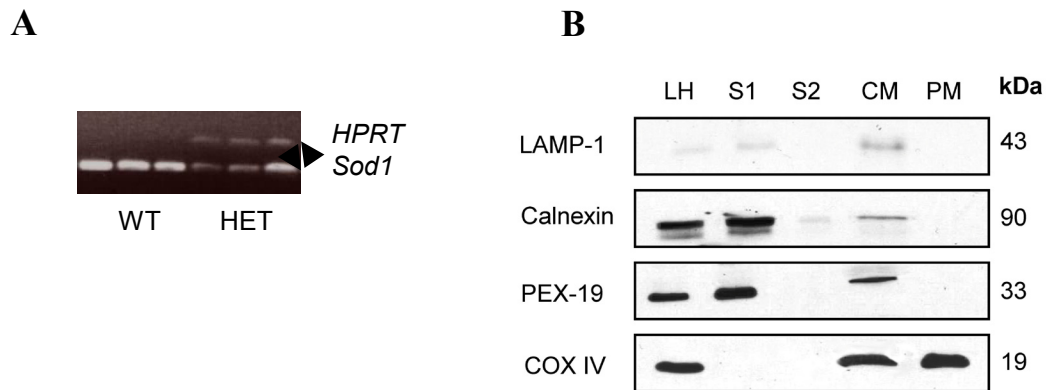 A
HPRT
Sod1
WT HET
B
LH S1 S2 CM PM kDa
LAMP-1 43
Calnexin 90
PEX-19 33
COX IV 19